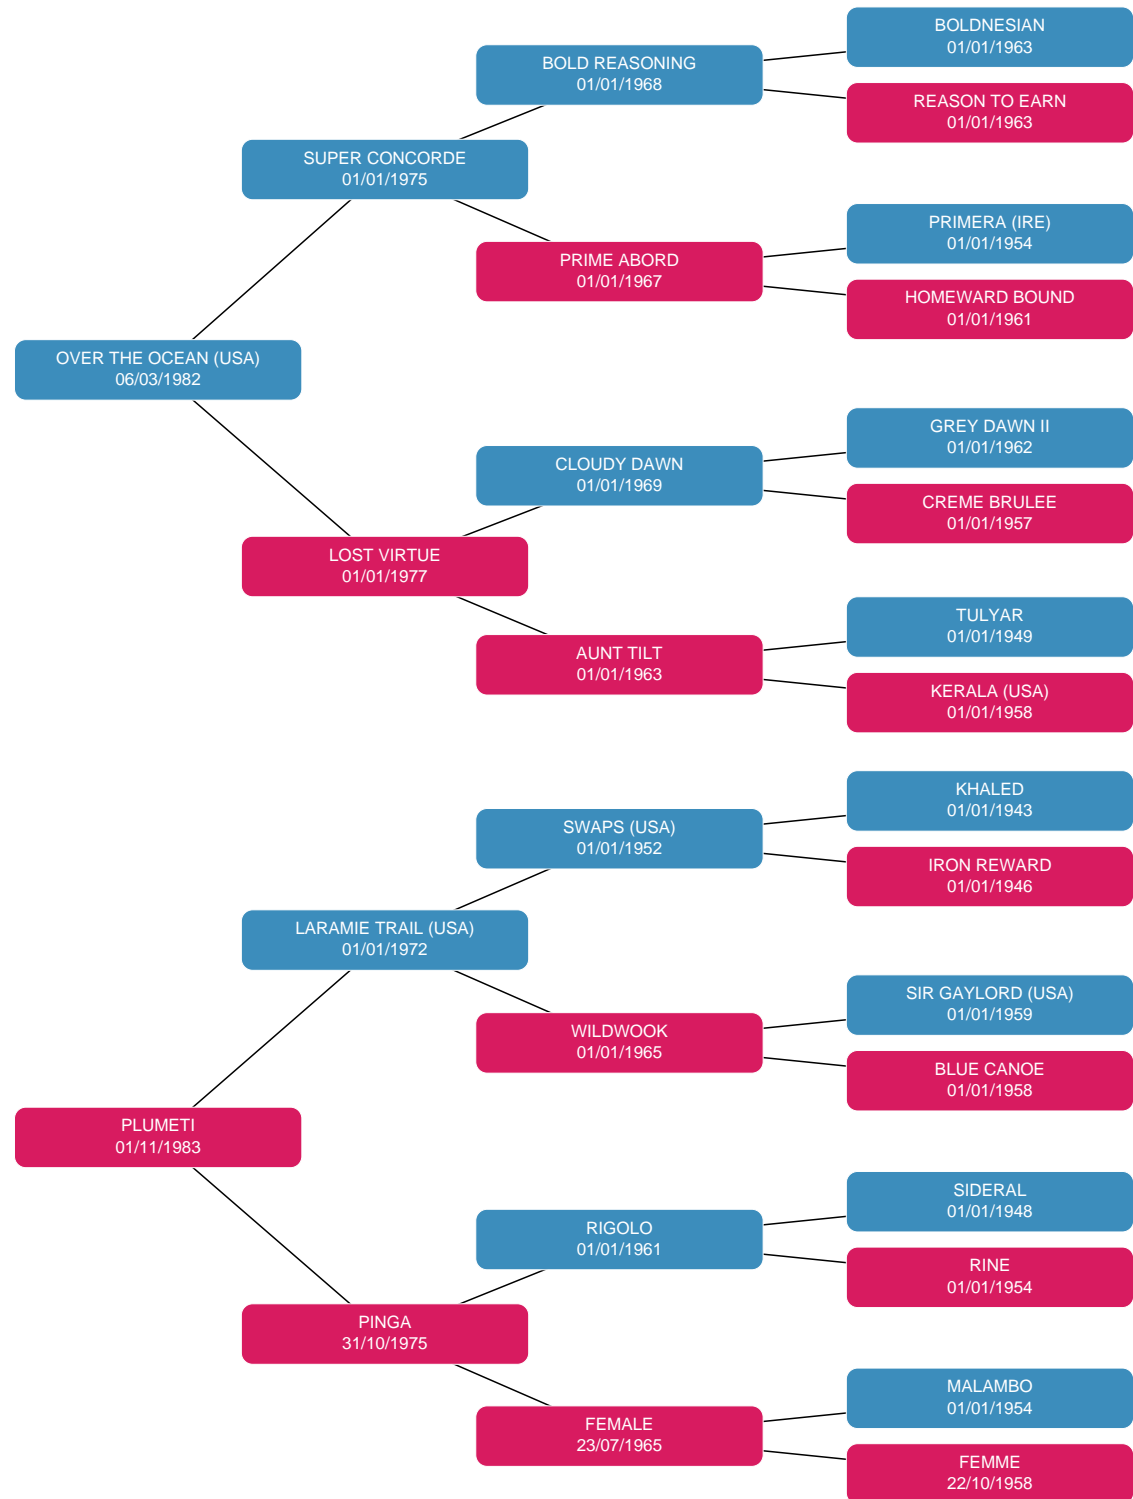 BOLDNESIAN
01/01/1963
BOLD REASONING
01/01/1968
REASON TO EARN
01/01/1963
SUPER CONCORDE
01/01/1975
PRIMERA (IRE)
01/01/1954
PRIME ABORD
01/01/1967
HOMEWARD BOUND
01/01/1961
OVER THE OCEAN (USA)
06/03/1982
GREY DAWN II
01/01/1962
CLOUDY DAWN
01/01/1969
CREME BRULEE
01/01/1957
LOST VIRTUE
01/01/1977
TULYAR
01/01/1949
AUNT TILT
01/01/1963
KERALA (USA)
01/01/1958
KHALED
01/01/1943
SWAPS (USA)
01/01/1952
IRON REWARD
01/01/1946
LARAMIE TRAIL (USA)
01/01/1972
SIR GAYLORD (USA)
01/01/1959
WILDWOOK
01/01/1965
BLUE CANOE
01/01/1958
PLUMETI
01/11/1983
SIDERAL
01/01/1948
RIGOLO
01/01/1961
RINE
01/01/1954
PINGA
31/10/1975
MALAMBO
01/01/1954
FEMALE
23/07/1965
FEMME
22/10/1958